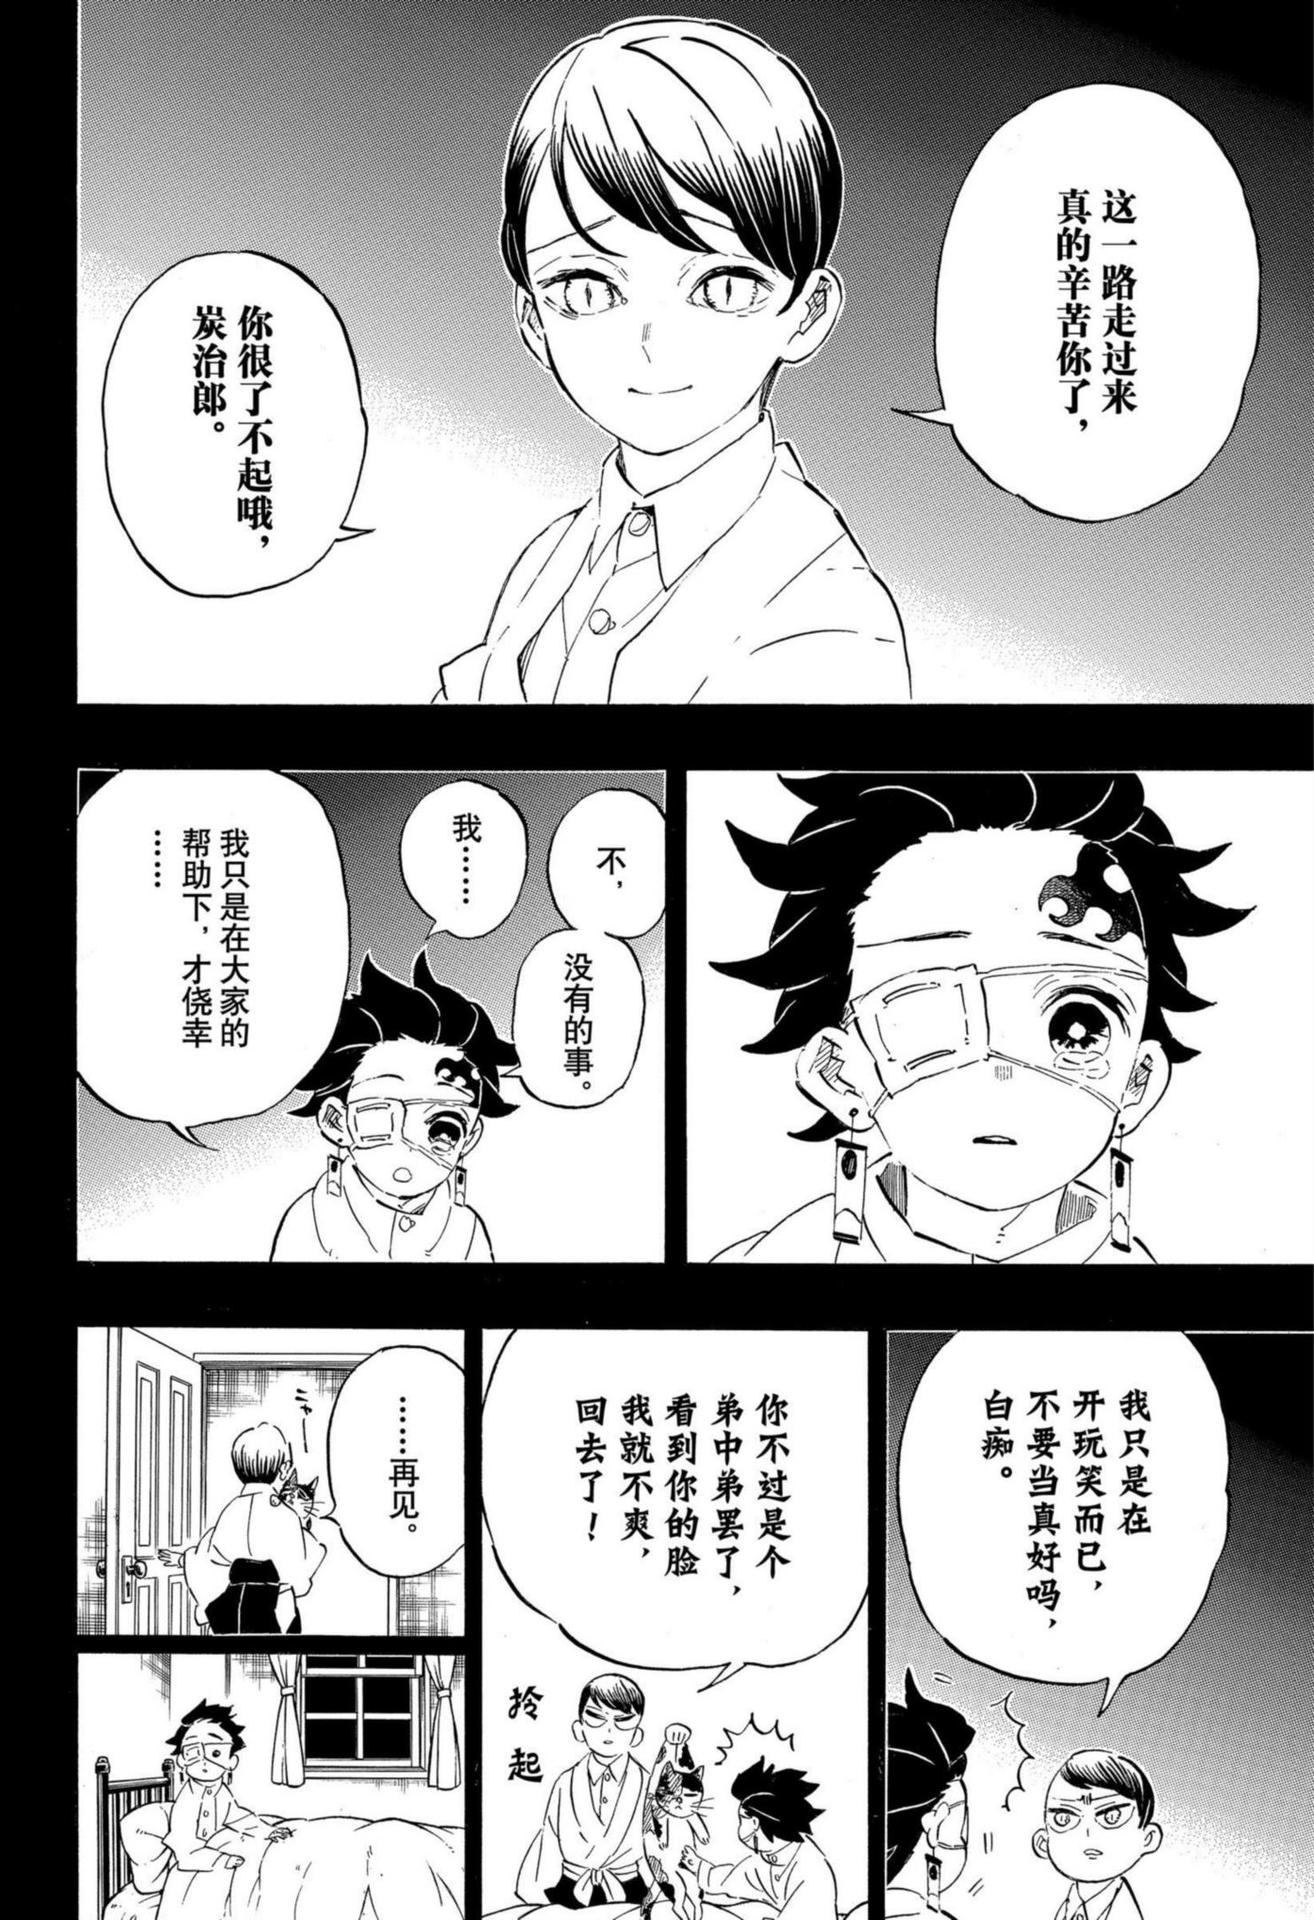 这一路走过来
真的辛苦你了，
你很了不起哦，
炭治郎。
不，
没有的事。
我……
我只是在大家的
帮助下，才侥幸
……
我只是在
开玩笑而已，
不要当真好吗，
白痴。
你不过是个
弟中弟罢了，
看到你的脸
我就不爽，
回去了！
拎起
……再见。
ニャー